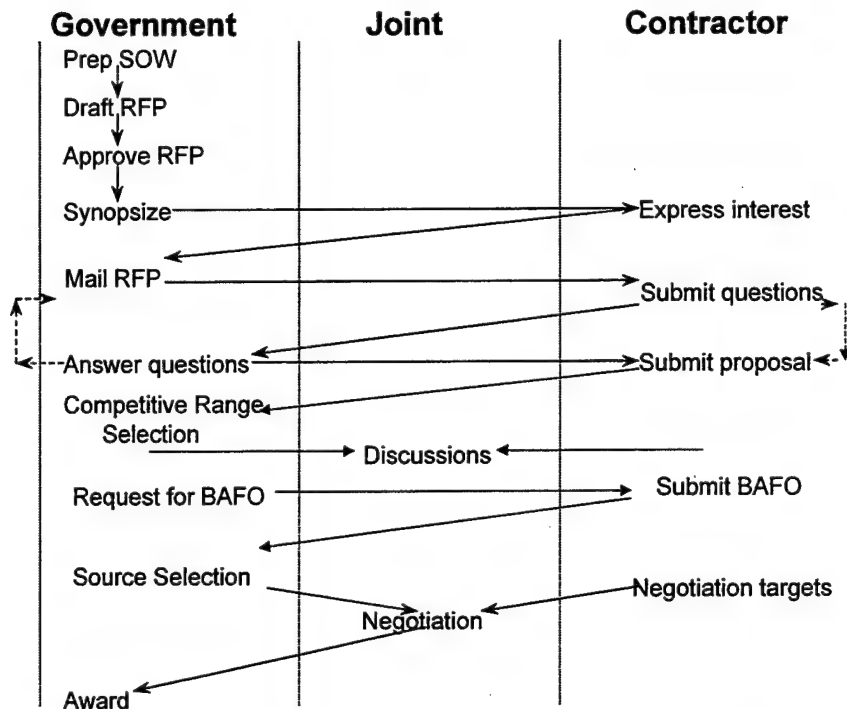 Government Joint Contractor
Prep SOW
Draft RFP
Approve RFP
Synopsize Express interest
Mail RFP
Submit questions
Answer questions Submit proposal
Competitive Range
Selection
Discussions
Request for BAFO Submit BAFO
Source Selection
Negotiation targets
Negotiation
Award